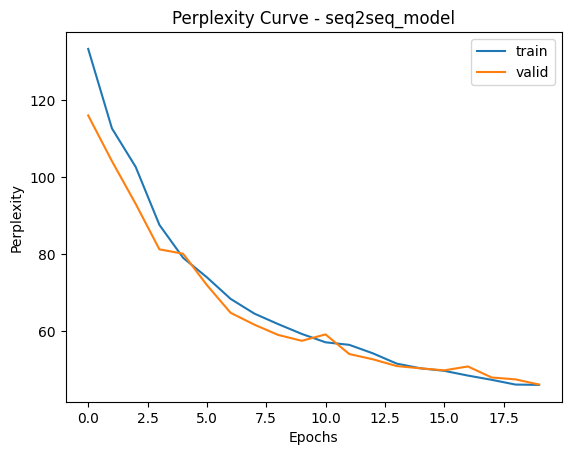 Perplexity Curve - seq2seq_model
train
valid
Perplexity
120
100
80
60
0.0 2.5 5.0 7.5 10.0 12.5 15.0 17.5
Epochs